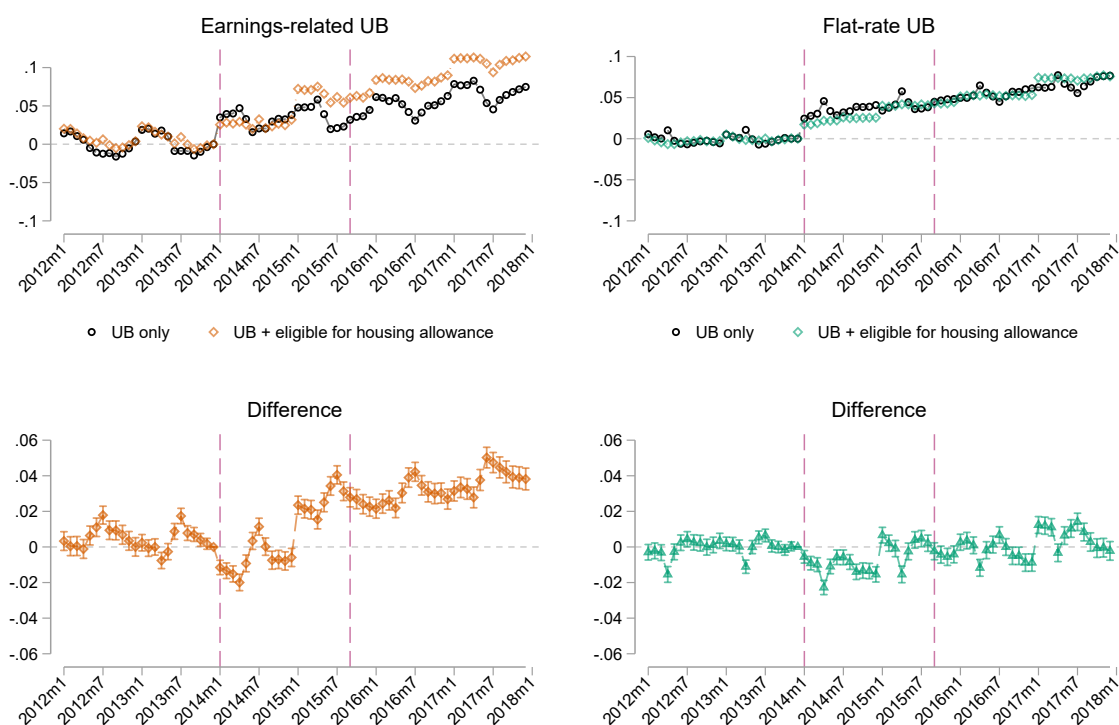 Earnings-related UB
.1
.05
0
-.05
-.1
2012m1
2012m7
2013m1
2013m7
2014m1
2014m7
2015m1
2015m7
2016m1
2016m7
2017m1
2017m7
2018m1
UB only
UB + eligible for housing allowance
Flat-rate UB
.1
.05
0
-.05
-.1
2012m1
2012m7
2013m1
2013m7
2014m1
2014m7
2015m1
2015m7
2016m1
2016m7
2017m1
2017m7
2018m1
UB only
UB + eligible for housing allowance
Difference
.06
.04
.02
0
-.02
-.04
-.06
2012m1
2012m7
2013m1
2013m7
2014m1
2014m7
2015m1
2015m7
2016m1
2016m7
2017m1
2017m7
2018m1
Difference
.06
.04
.02
0
-.02
-.04
-.06
2012m1
2012m7
2013m1
2013m7
2014m1
2014m7
2015m1
2015m7
2016m1
2016m7
2017m1
2017m7
2018m1